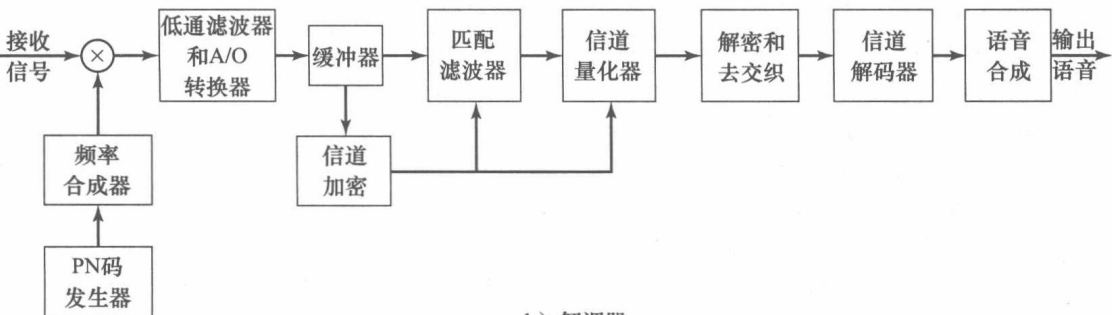 接收
信号
×
低通滤波器
和A/O
转换器
缓冲器
匹配
滤波器
信道
量化器
解密和
去交织
信道
解码器
语音
合成
输出
语音
频率
合成器
信道
加密
PN码
发生器